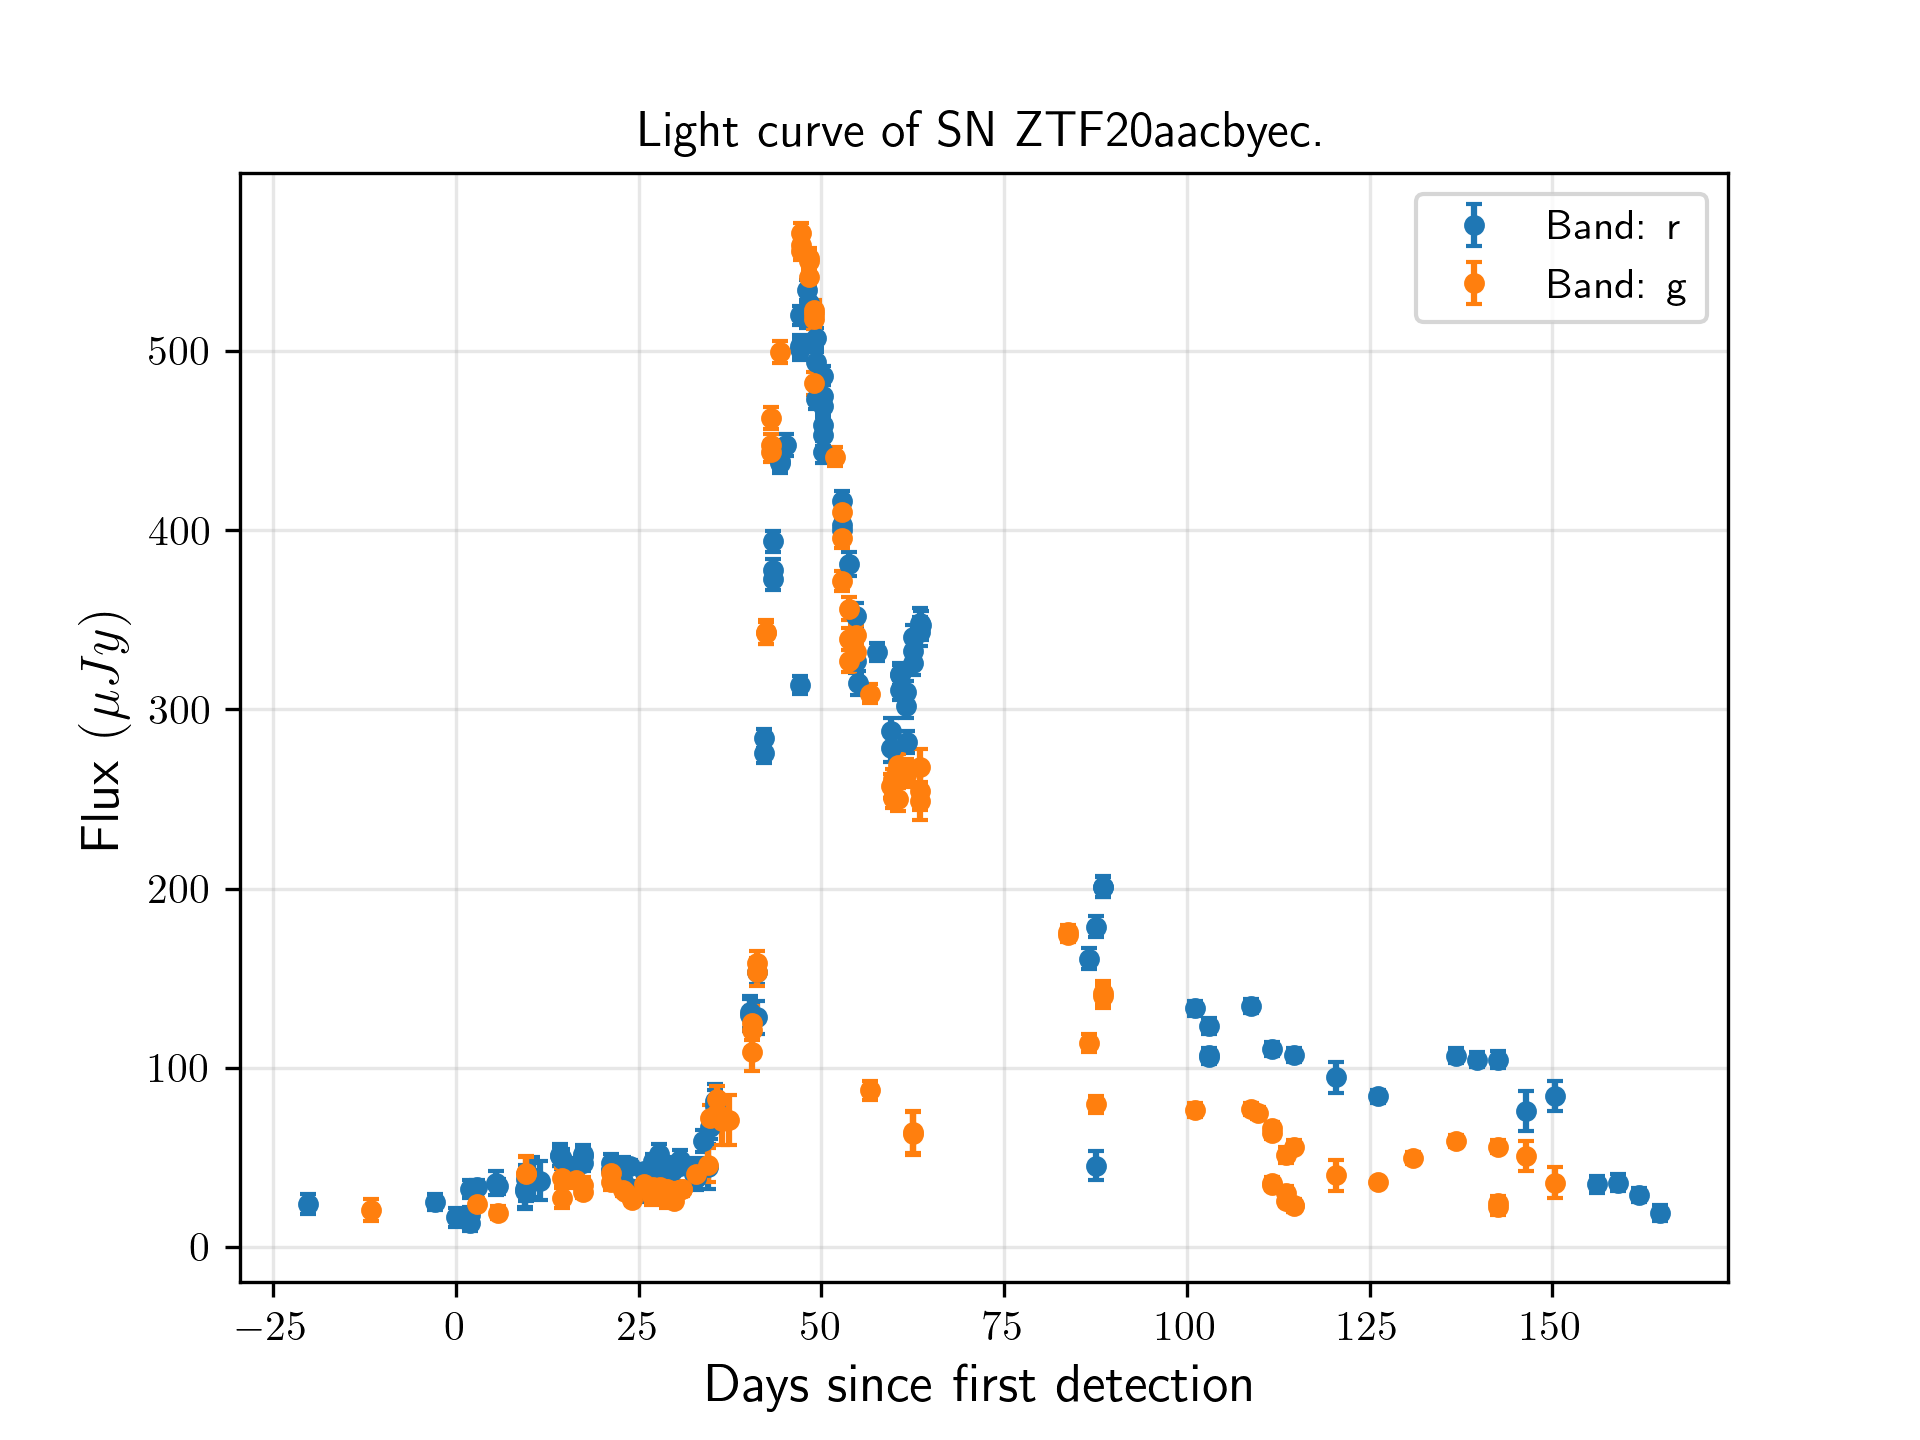 Light curve of SN ZTF20aacbyec.
Band: r
Band: g
500
400
300
200
100
0
Flux (μJy)
−25 0 25 50 75 100 125 150
Days since first detection